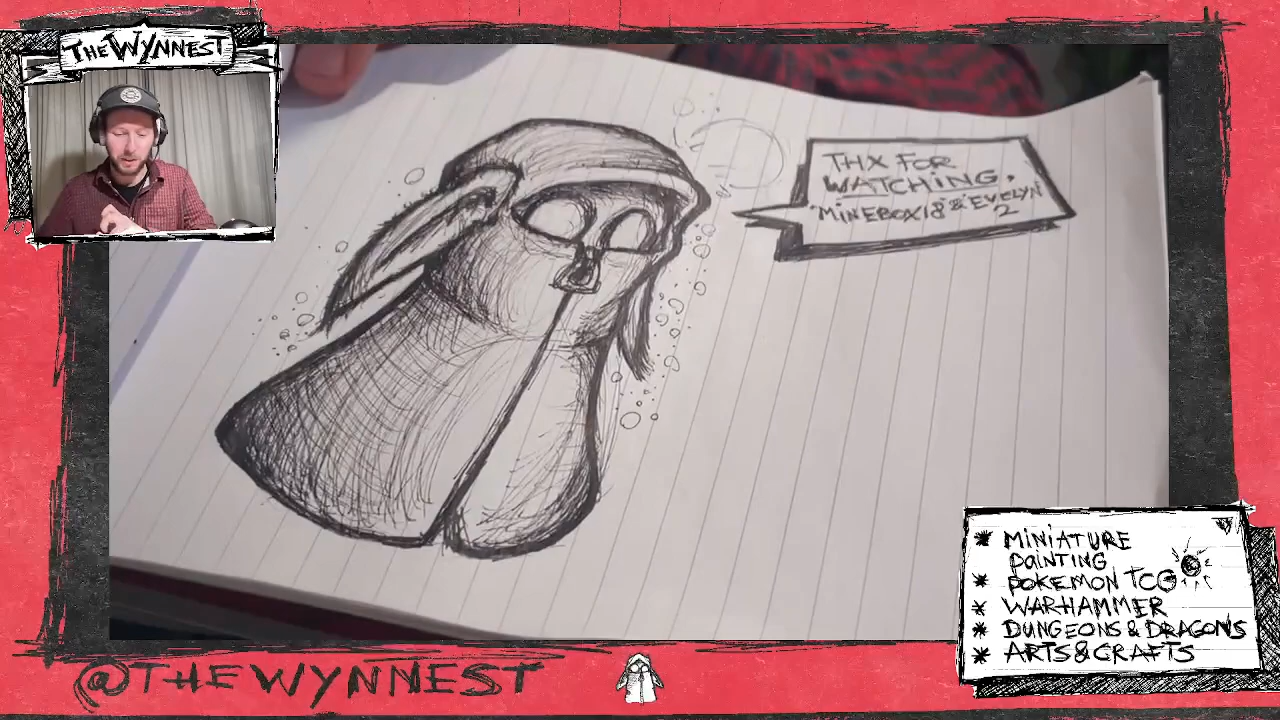 THEWYNNEST
THX FOR
WATCHING.
"MINEBOX18" & EVELYN
2
* MINIATURE
PAINTING
* POKEMON TCG
* WARHAMMER
* DUNGEONS & DRAGONS
* ARTS & CRAFTS
@THEWYNNEST